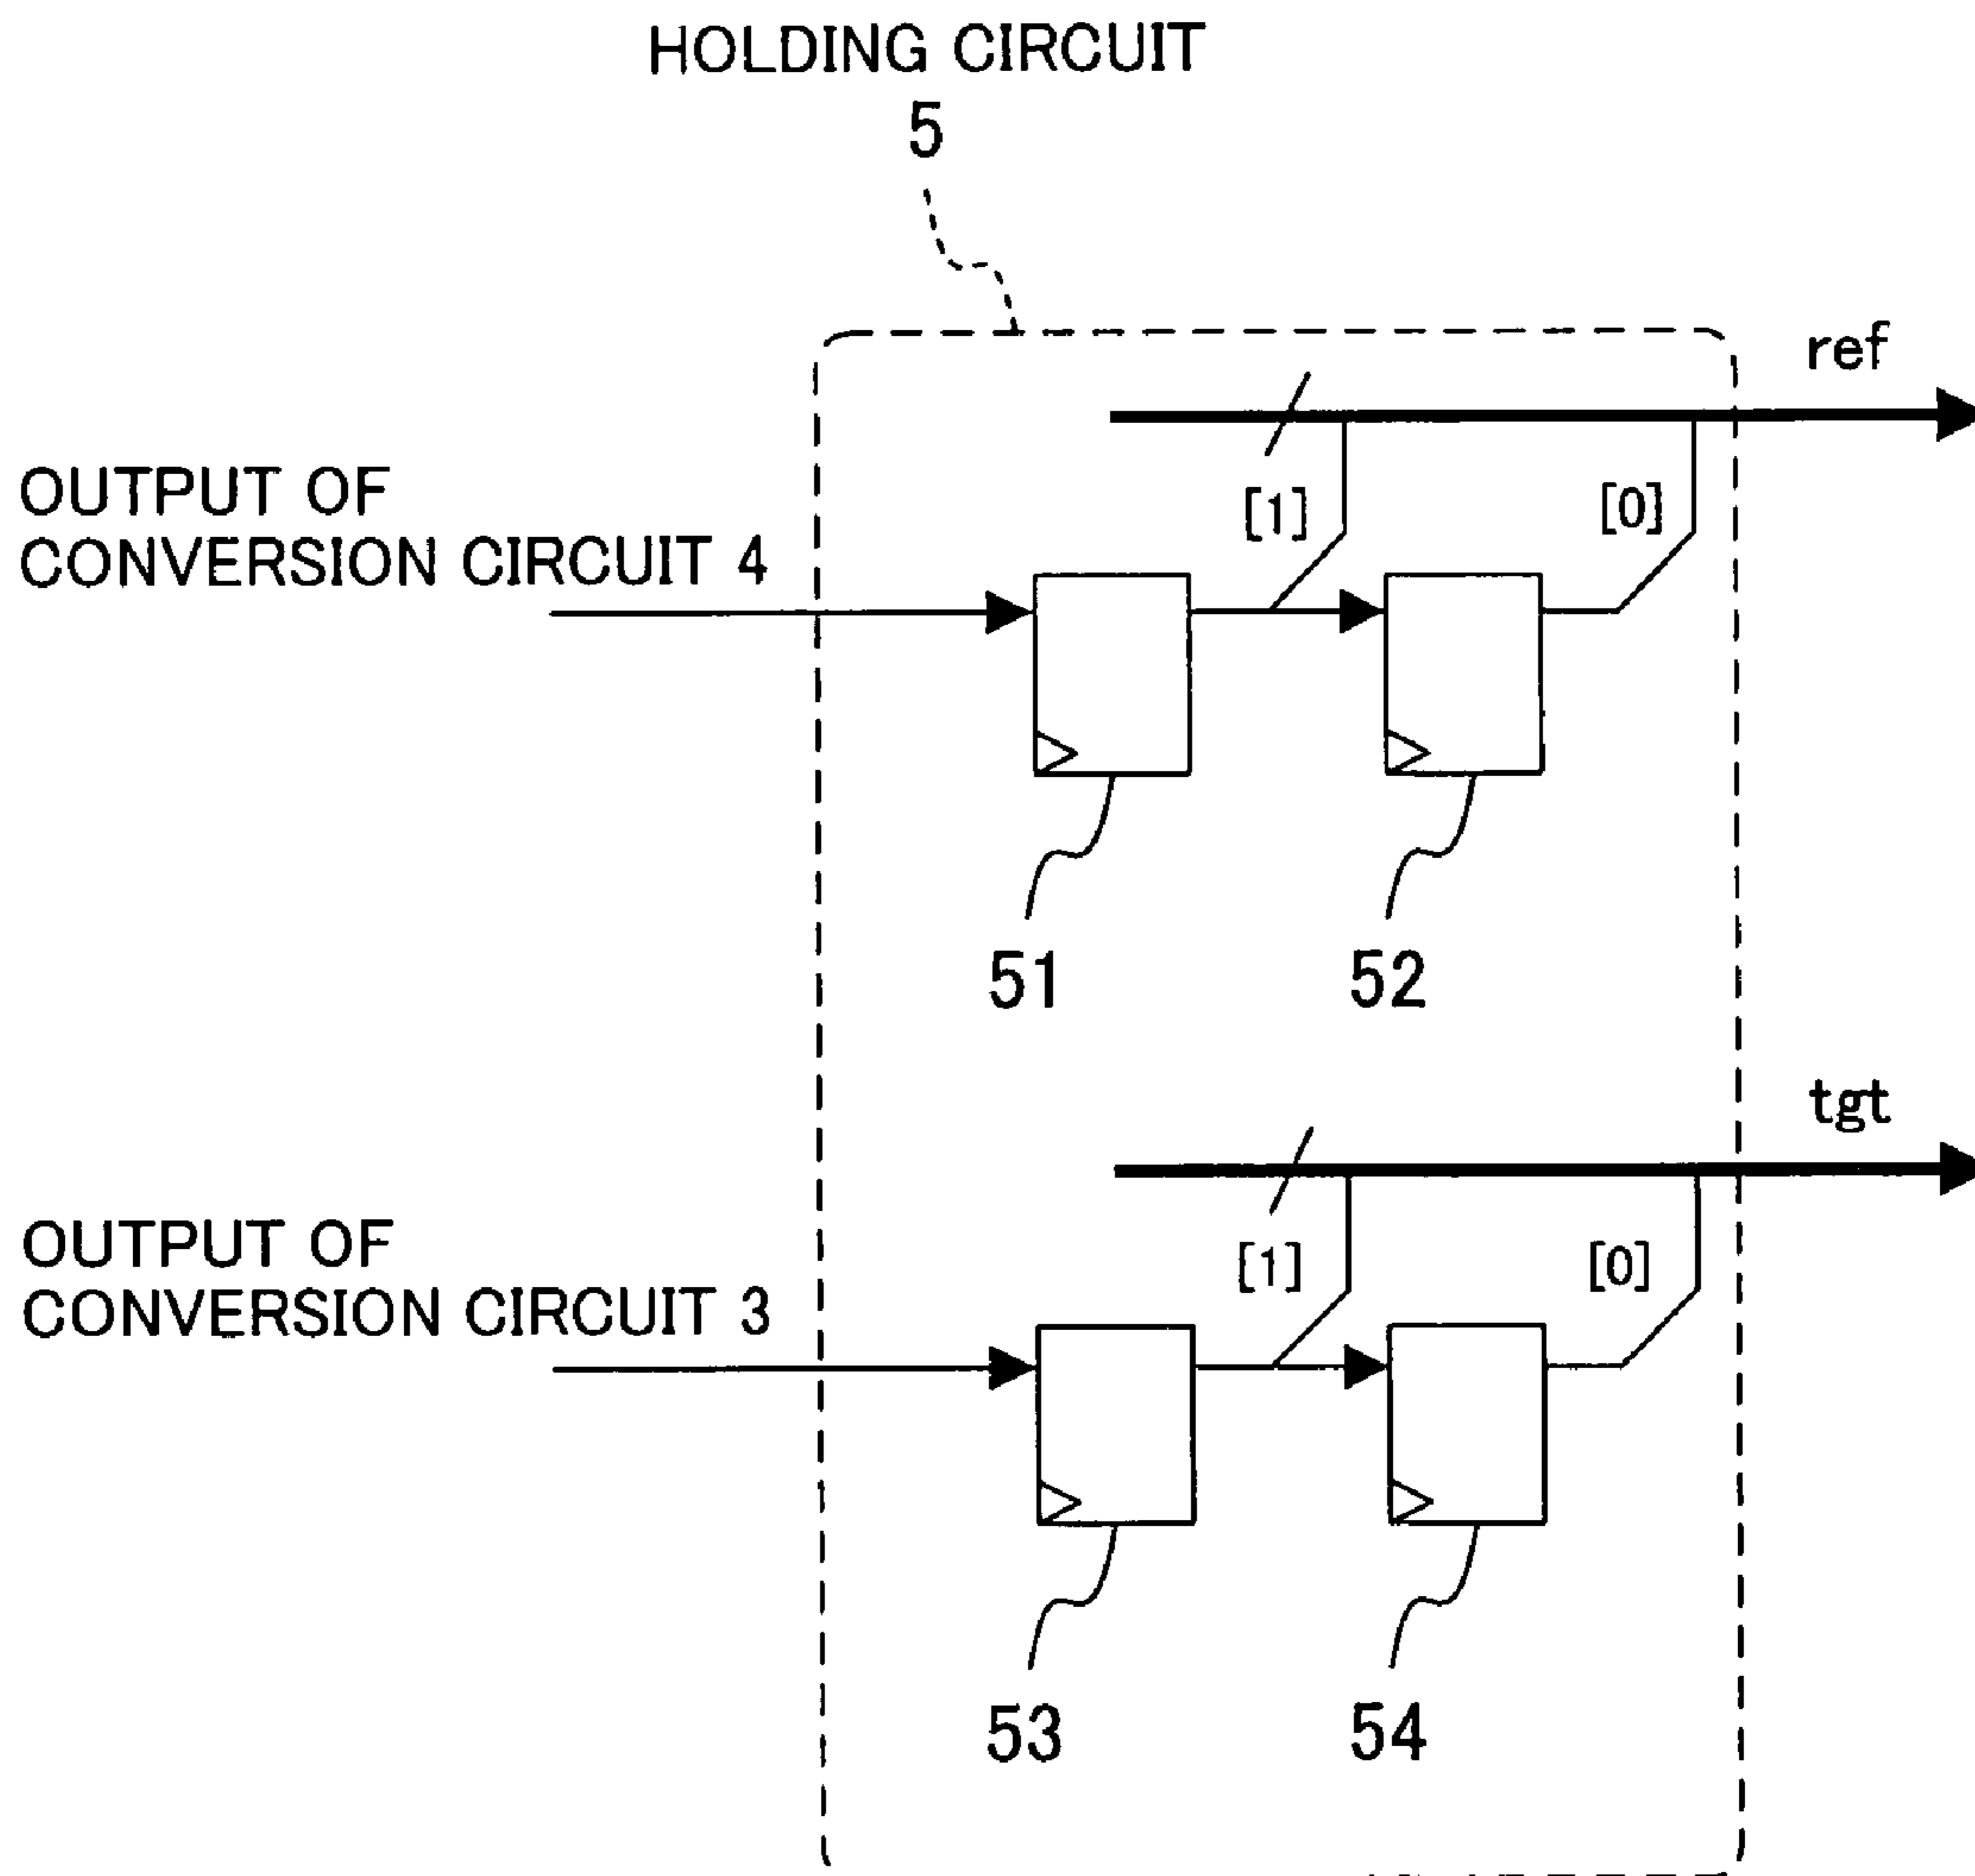 HOLDING CIRCUIT
5
ref
OUTPUT OF
CONVERSION CIRCUIT 4
[1]
[0]
51
52
tgt
OUTPUT OF
CONVERSION CIRCUIT 3
[1]
[0]
53
54